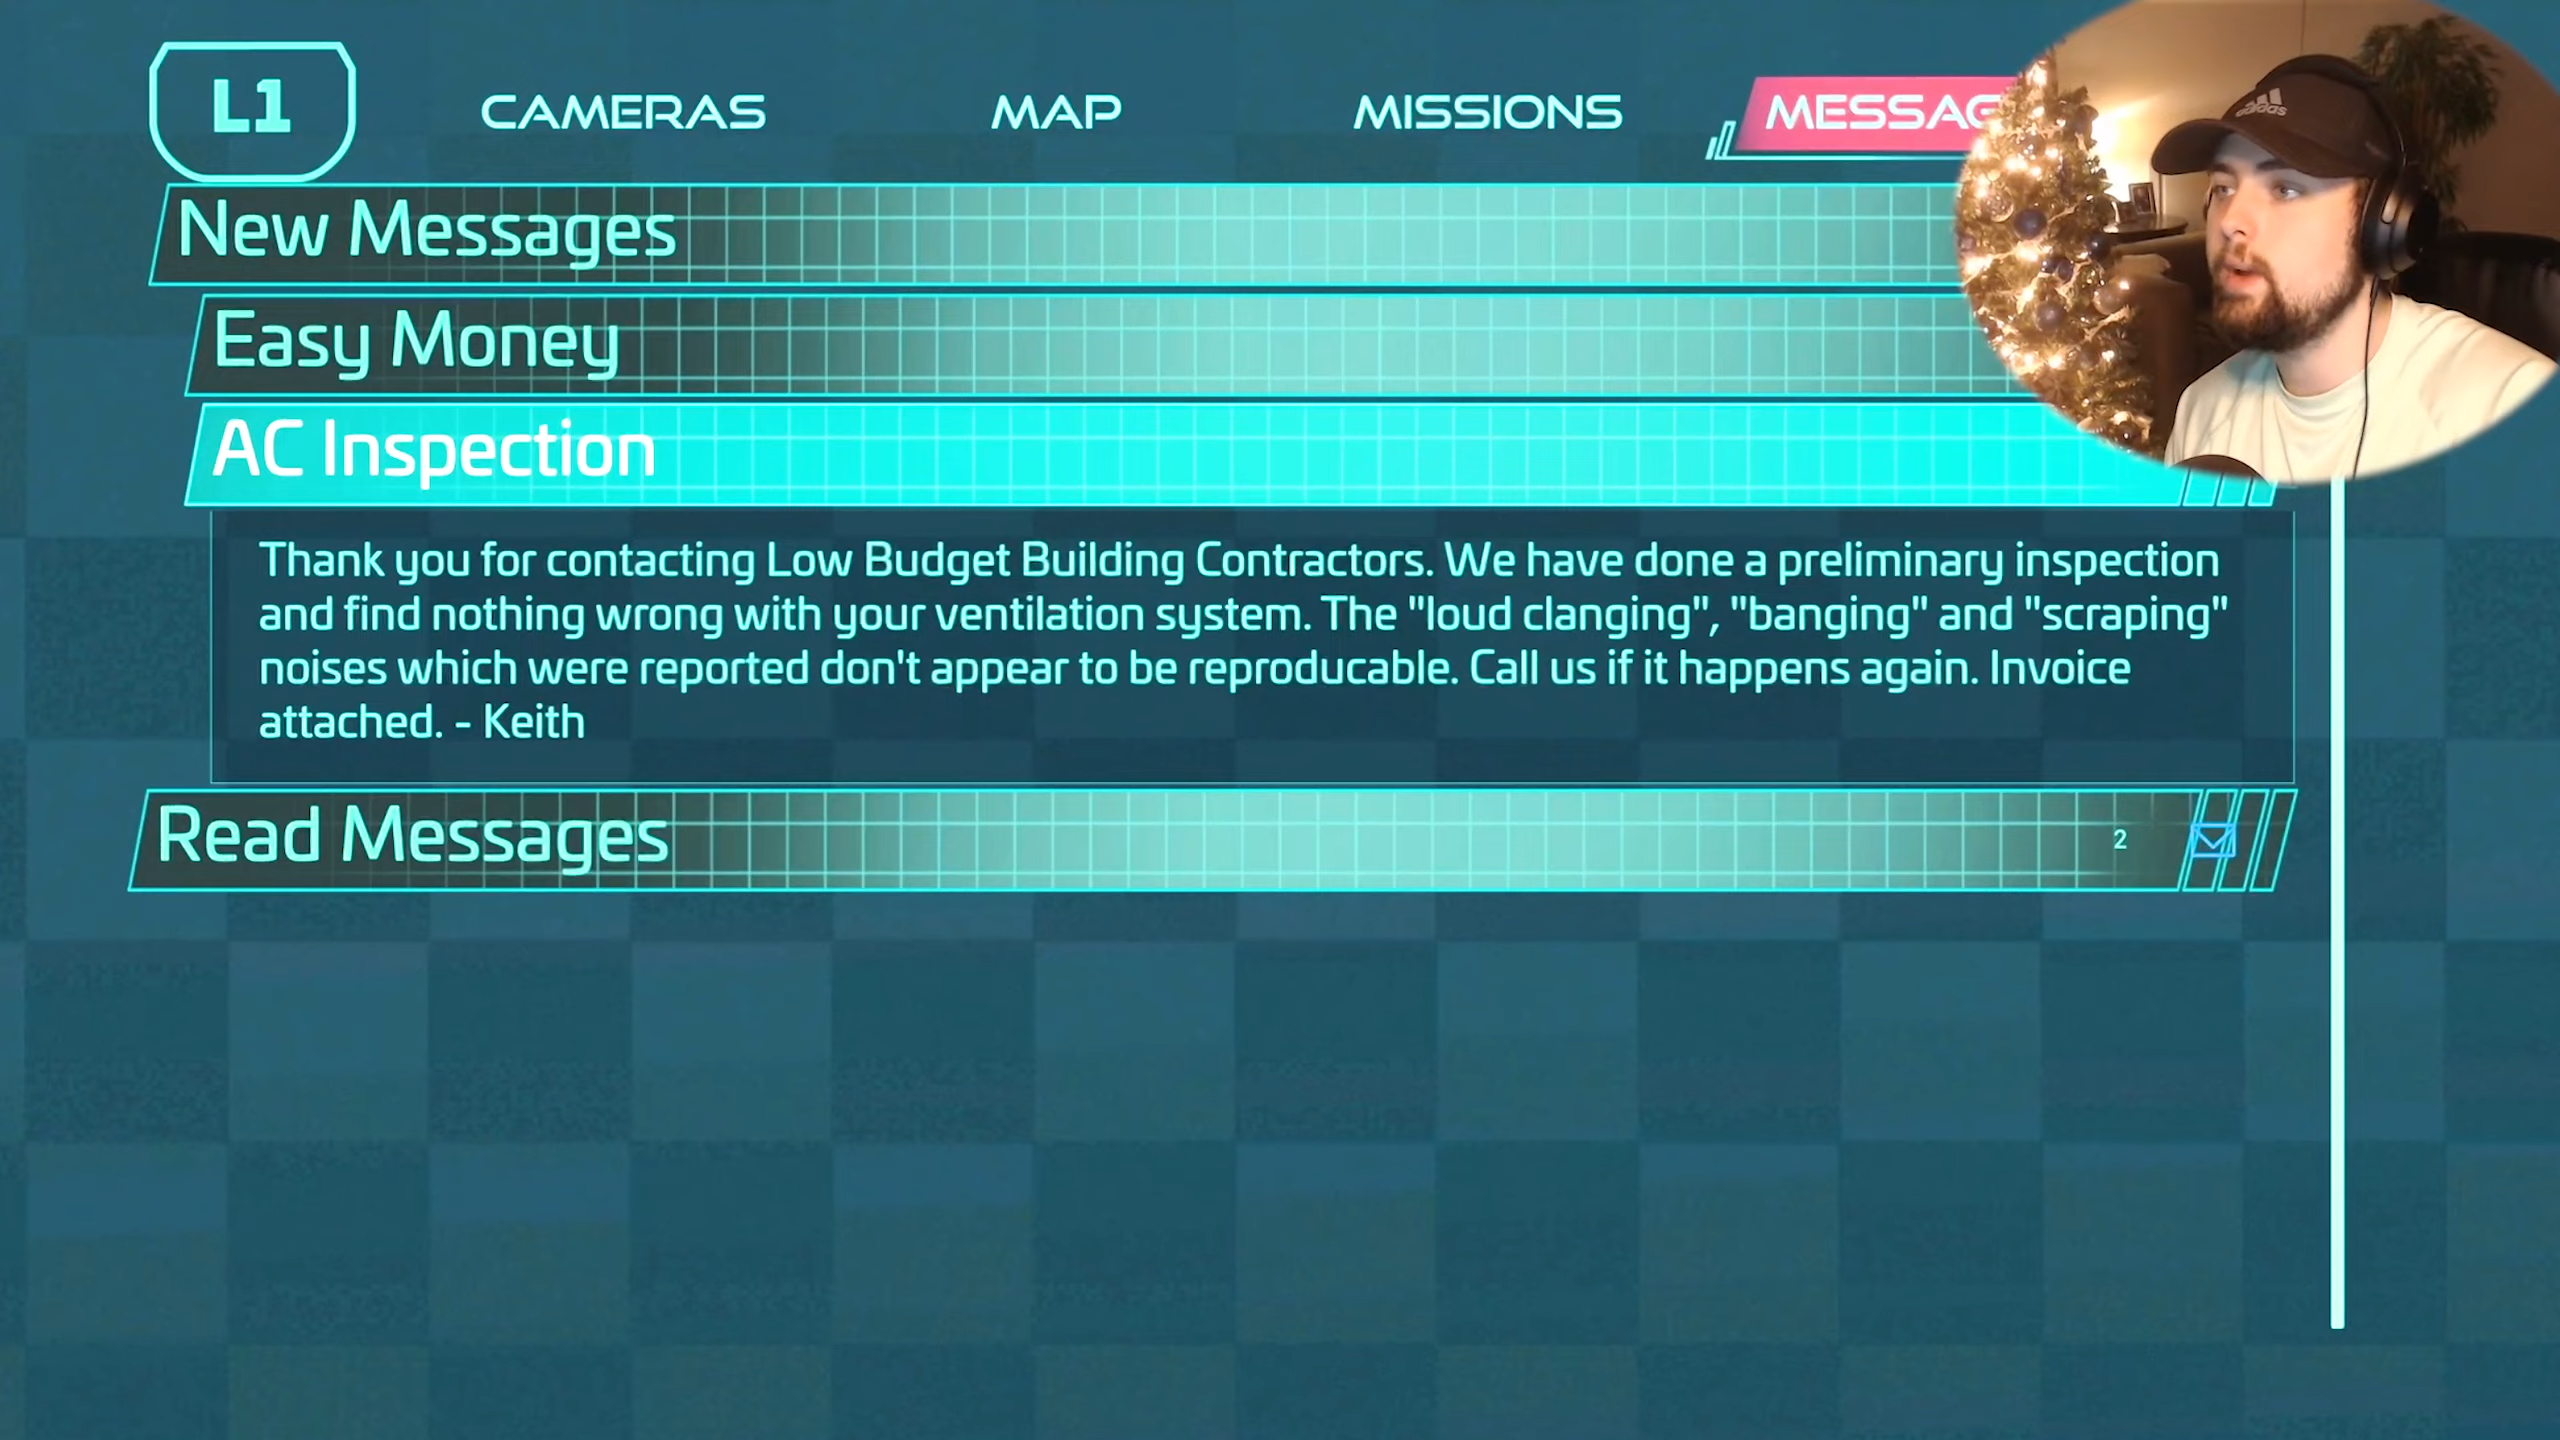 L1
CAMERAS
MAP
MISSIONS
New Messages
Easy Money
AC Inspection
Thank you for contacting Low Budget Building Contractors. We have done a preliminary inspection
and find nothing wrong with your ventilation system. The "loud clanging", "banging" and "scraping"
noises which were reported don't appear to be reproducable. Call us if it happens again. Invoice
attached. - Keith
Read Messages
2
adidas